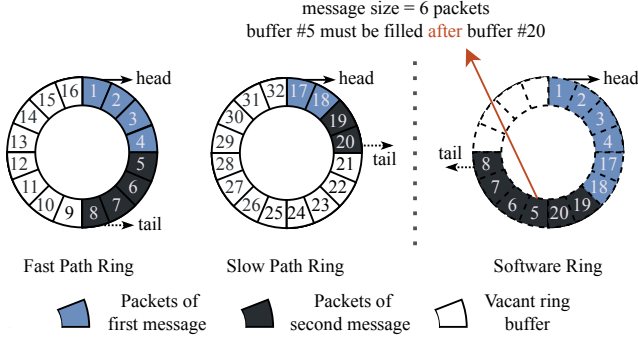 message size = 6 packets
buffer #5 must be filled after buffer #20
head
head
head
16 1 2 3 4 5 6 7 8 9 10 11 12 13 14 15
32 17 18 19 20 21 22 23 24 25 26 27 28 29 30 31
1 2 3 4 17 18 19 20 5 6 7 8
tail
tail
tail
Fast Path Ring
Slow Path Ring
Software Ring
Packets of
first message
Packets of
second message
Vacant ring
buffer